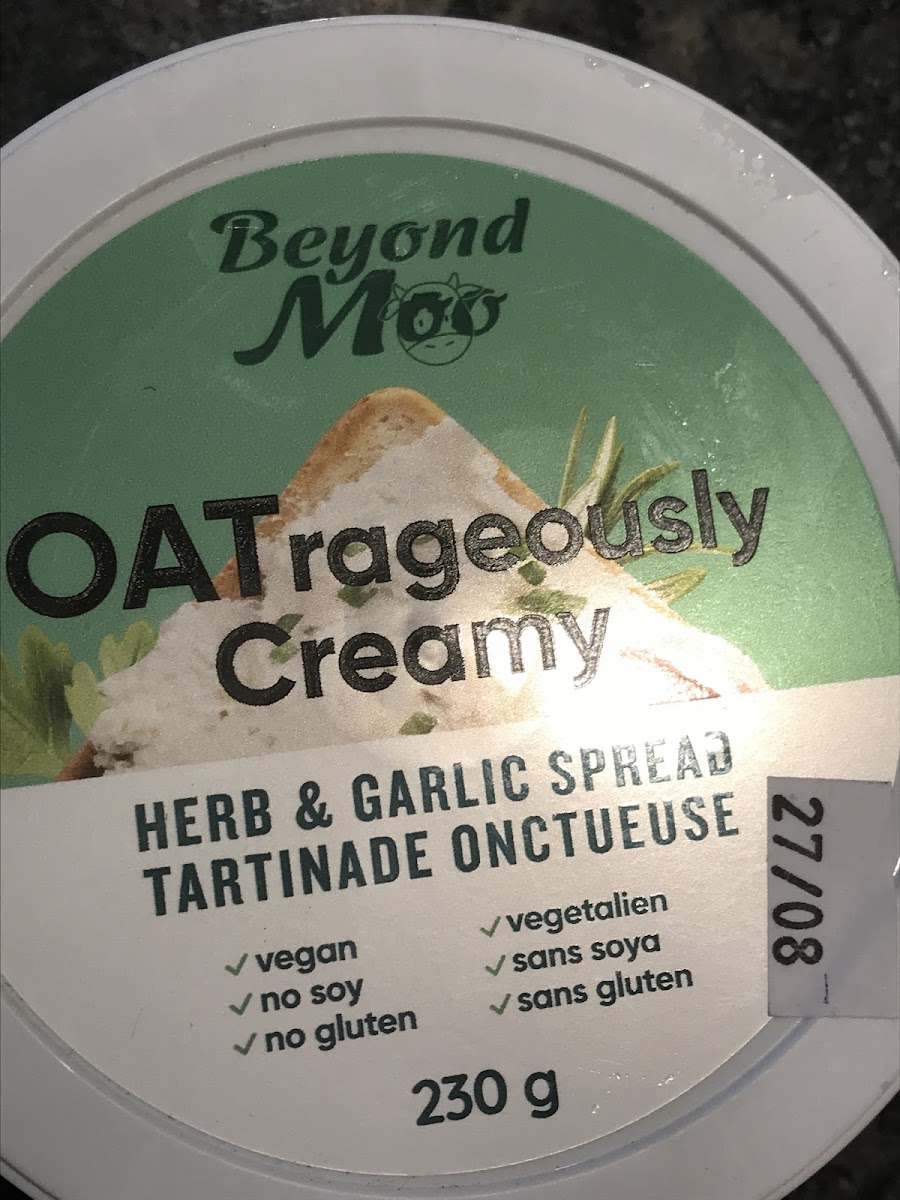 Beyond
Moo
OATrageously
Creamy
HERB & GARLIC SPREAD
TARTINADE ONCTUEUSE
✓ vegan
✓ no soy
✓ no gluten
✓ vegetalien
✓ sans soya
✓ sans gluten
230 g
27/08